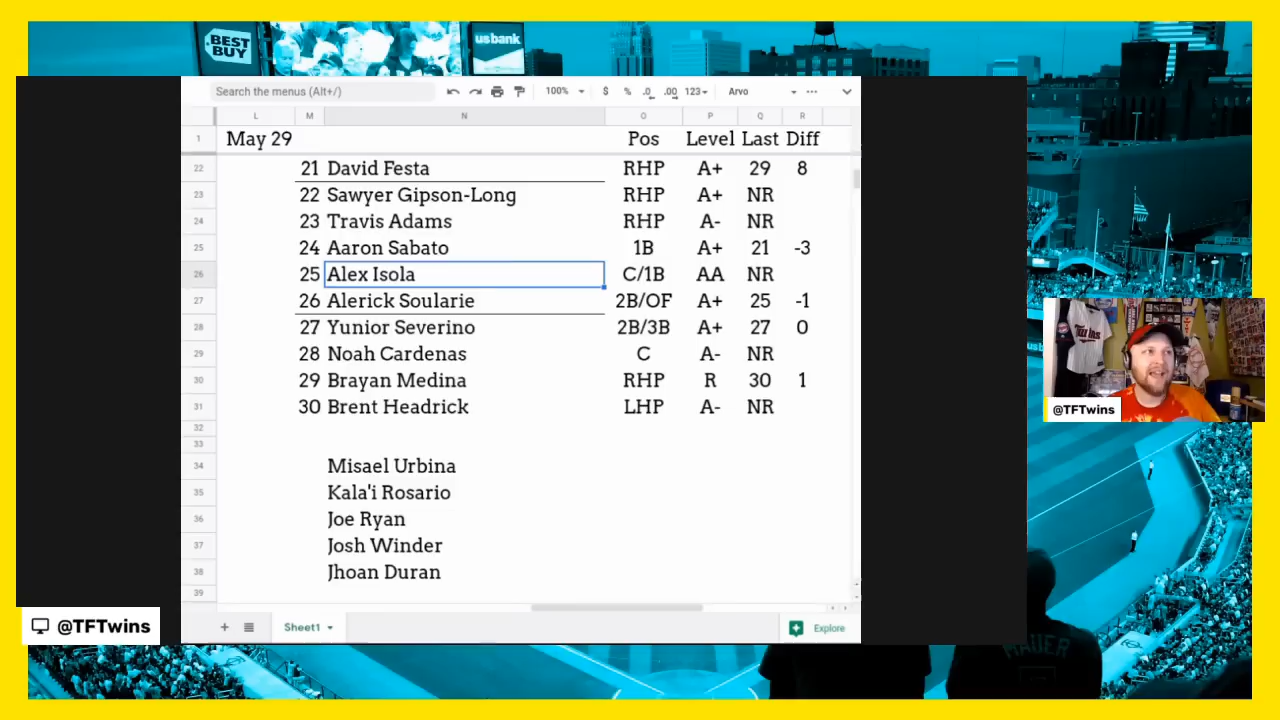 BEST BUY
usbank
Search the menus (Alt+/)
100%
$ % .0 .00 123
Arvo
L M N O P Q R
1 May 29 Pos Level Last Diff
22 21 David Festa RHP A+ 29 8
23 22 Sawyer Gipson-Long RHP A+ NR
24 23 Travis Adams RHP A- NR
25 24 Aaron Sabato 1B A+ 21 -3
26 25 Alex Isola C/1B AA NR
27 26 Alerick Soularie 2B/OF A+ 25 -1
28 27 Yunior Severino 2B/3B A+ 27 0
29 28 Noah Cardenas C A- NR
30 29 Brayan Medina RHP R 30 1
31 30 Brent Headrick LHP A- NR
32
33
34 Misael Urbina
35 Kala'i Rosario
36 Joe Ryan
37 Josh Winder
38 Jhoan Duran
39
Sheet1
Explore
@TFTwins
Twins
@TFTwins
MAUER